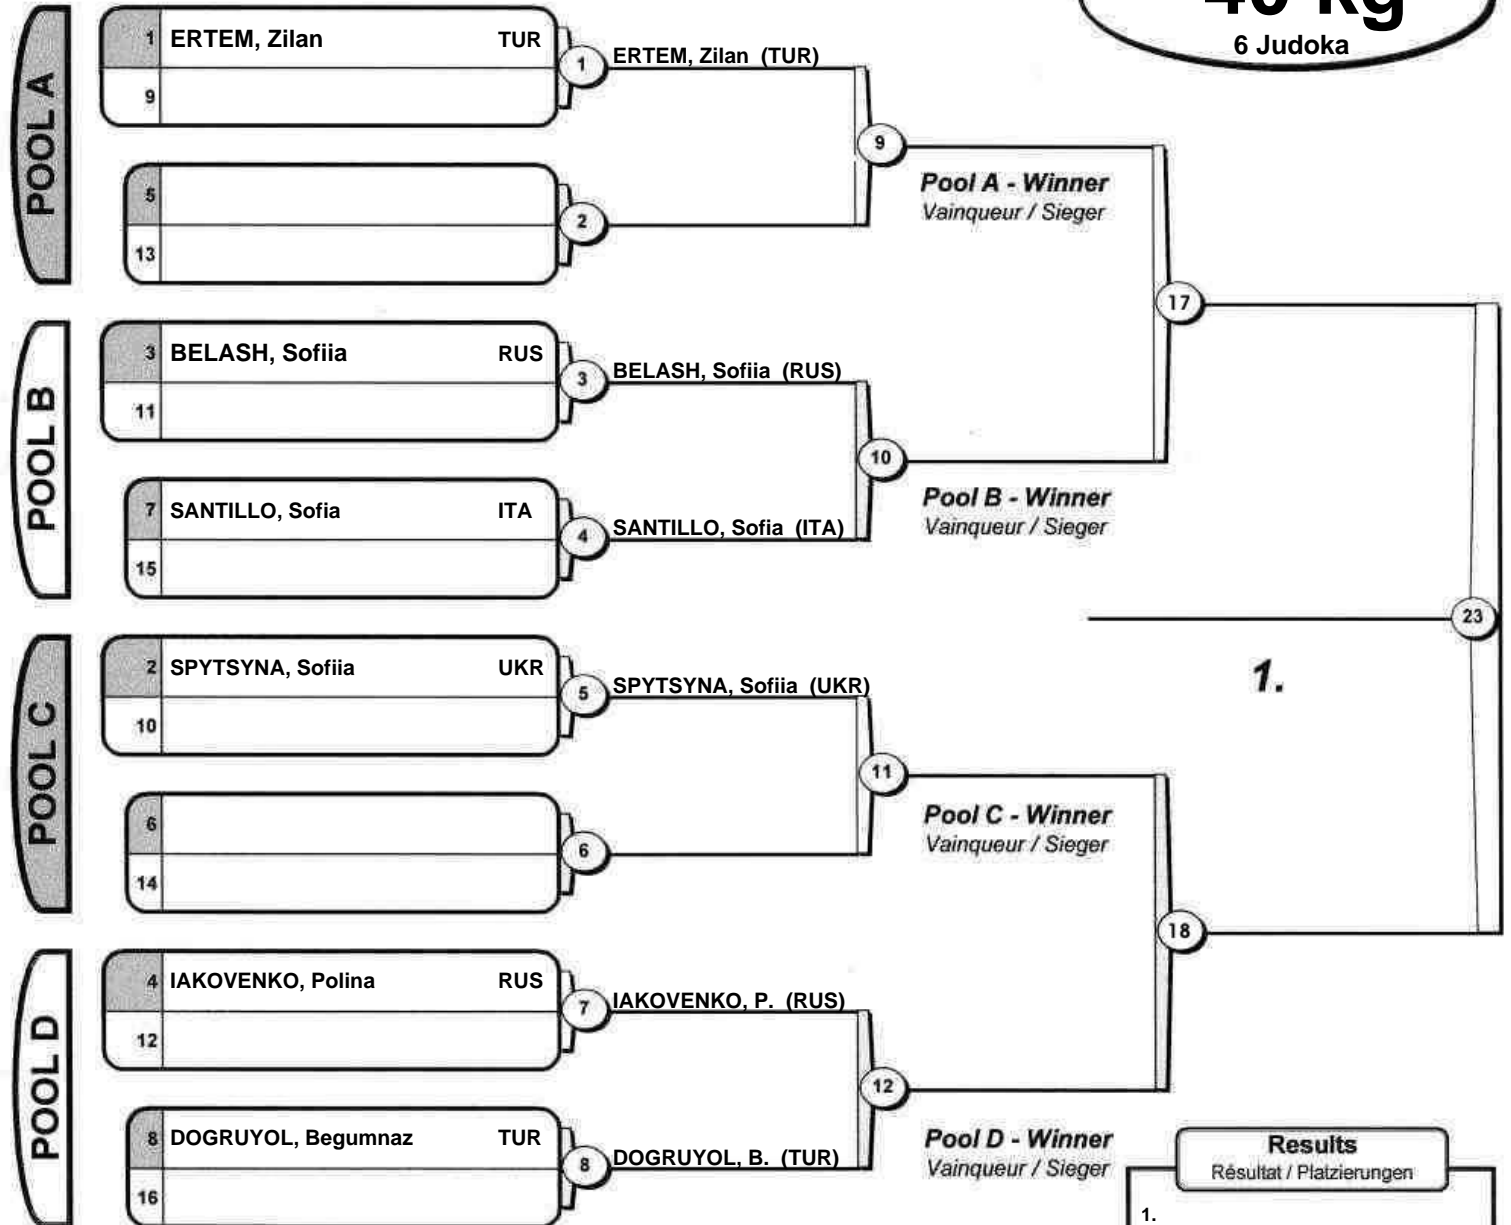 40 kg
6 Judoka
POOL A
1 ERTEM, Zilan TUR
9
1
ERTEM, Zilan (TUR)
5
13
2
9
Pool A - Winner
Vainqueur / Sieger
POOL B
3 BELASH, Sofiia RUS
11
3
BELASH, Sofiia (RUS)
7 SANTILLO, Sofia ITA
15
4
SANTILLO, Sofia (ITA)
10
Pool B - Winner
Vainqueur / Sieger
17
POOL C
2 SPYTSYNA, Sofiia UKR
10
5
SPYTSYNA, Sofiia (UKR)
6
14
6
11
Pool C - Winner
Vainqueur / Sieger
POOL D
4 IAKOVENKO, Polina RUS
12
7
IAKOVENKO, P. (RUS)
8 DOGRUYOL, Begumnaz TUR
16
8
DOGRUYOL, B. (TUR)
12
Pool D - Winner
Vainqueur / Sieger
18
23
1.
Results
Résultat / Platzierungen
1.